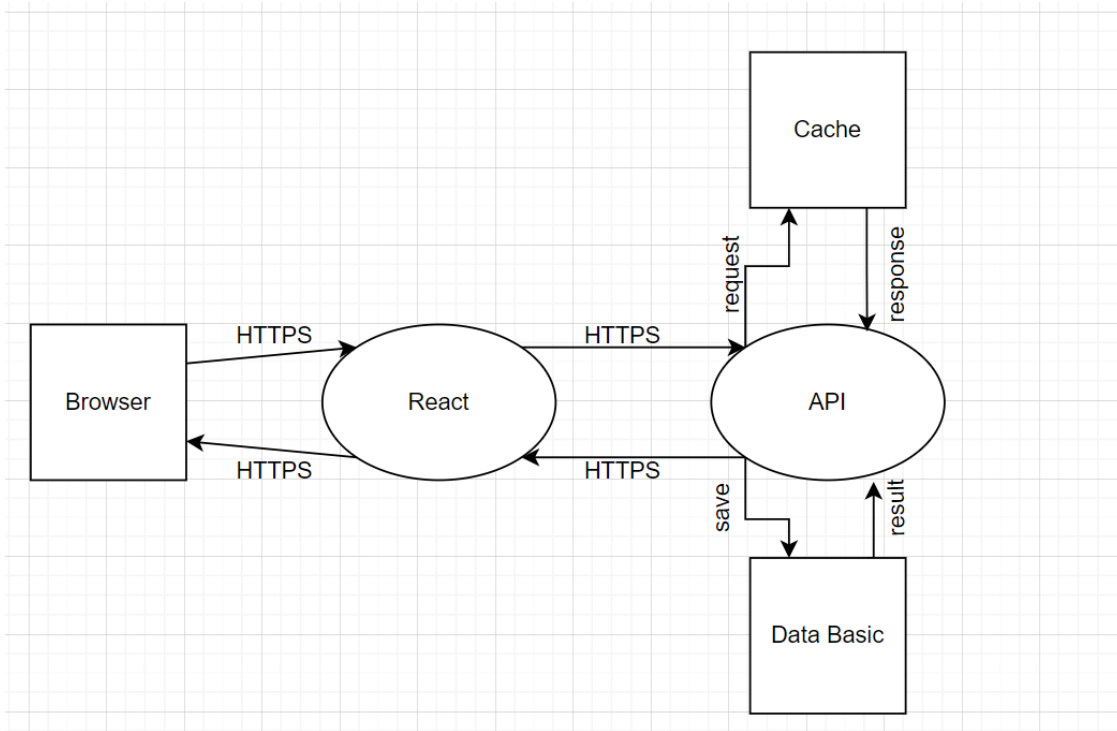 Cache
request
response
HTTPS
HTTPS
Browser
React
API
HTTPS
HTTPS
save
result
Data Basic